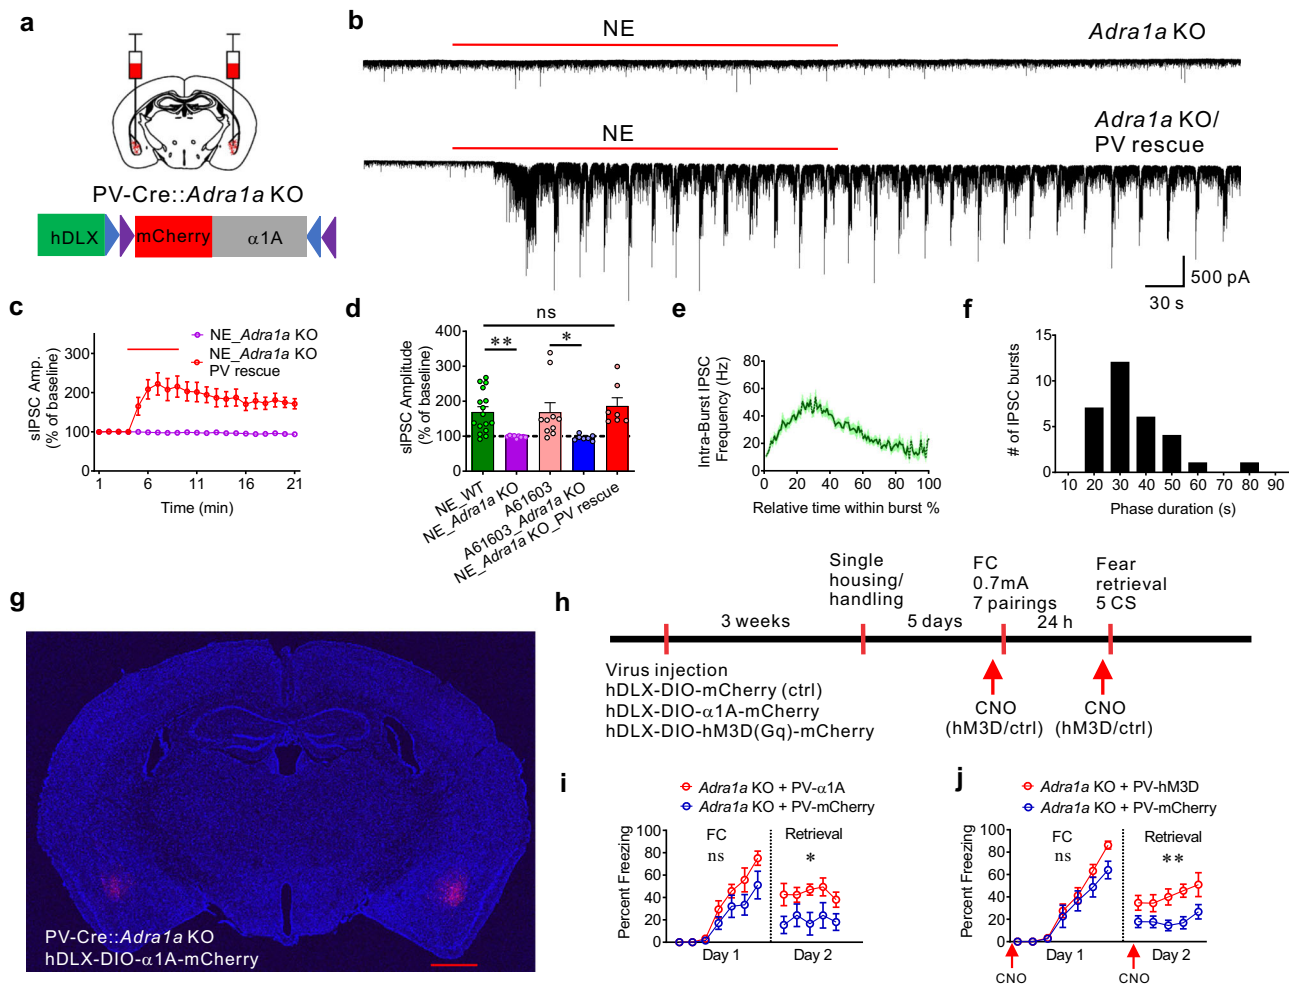 a
PV-Cre::Adra1a KO
hDLX
mCherry
α1A
b
NE
Adra1a KO
NE
Adra1a KO/
PV rescue
500 pA
30 s
c
NE_Adra1a KO
NE_Adra1a KO
PV rescue
sIPSC Amp.
(% of baseline)
300
200
100
0
1
6
11
16
21
Time (min)
d
ns
**
*
sIPSC Amplitude
(% of baseline)
400
300
200
100
0
NE_WT
NE_Adra1a KO
A61603
A61603_Adra1a KO
NE_Adra1a KO_PV rescue
e
Intra-Burst IPSC
Frequency (Hz)
80
60
40
20
0
0
20
40
60
80
100
Relative time within burst %
f
# of IPSC bursts
15
10
5
0
10 20 30 40 50 60 70 80 90
Phase duration (s)
g
PV-Cre::Adra1a KO
hDLX-DIO-α1A-mCherry
h
Single
housing/
handling
FC
0.7mA
7 pairings
Fear
retrieval
5 CS
3 weeks
5 days
24 h
Virus injection
hDLX-DIO-mCherry (ctrl)
hDLX-DIO-α1A-mCherry
hDLX-DIO-hM3D(Gq)-mCherry
CNO
(hM3D/ctrl)
CNO
(hM3D/ctrl)
i
Adra1a KO + PV-α1A
Adra1a KO + PV-mCherry
Percent Freezing
100
80
60
40
20
0
FC
ns
Retrieval
*
Day 1
Day 2
j
Adra1a KO + PV-hM3D
Adra1a KO + PV-mCherry
Percent Freezing
100
80
60
40
20
0
FC
ns
Retrieval
**
Day 1
Day 2
CNO
CNO